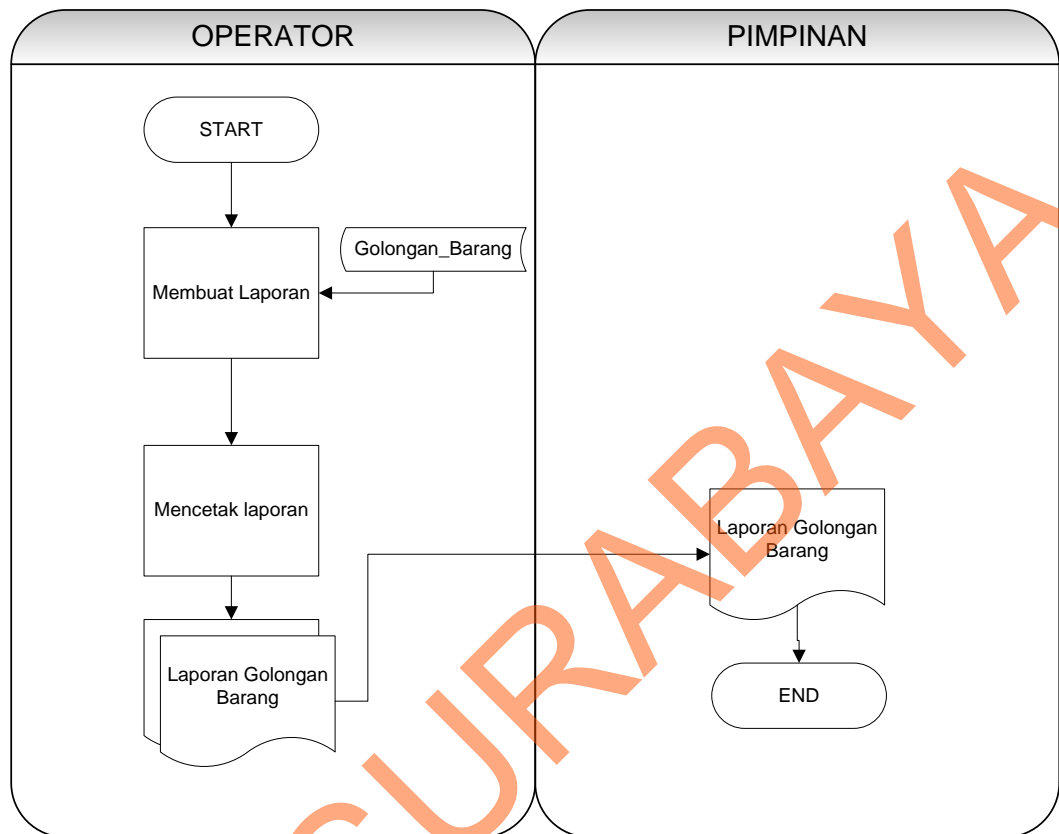 OPERATOR
PIMPINAN
START
Golongan_Barang
Membuat Laporan
Mencetak laporan
Laporan Golongan
Barang
Laporan Golongan
Barang
END
SURABAYA